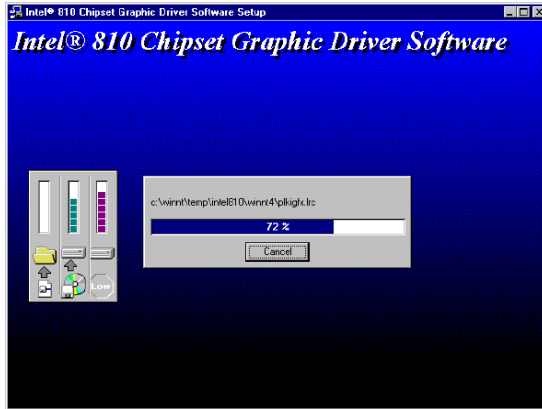 Intel® 810 Chipset Graphic Driver Software Setup
Intel® 810 Chipset Graphic Driver Software
c:\winnt\temp\intel810\winnt4\plkigfx.lrc
72 %
Cancel
Low